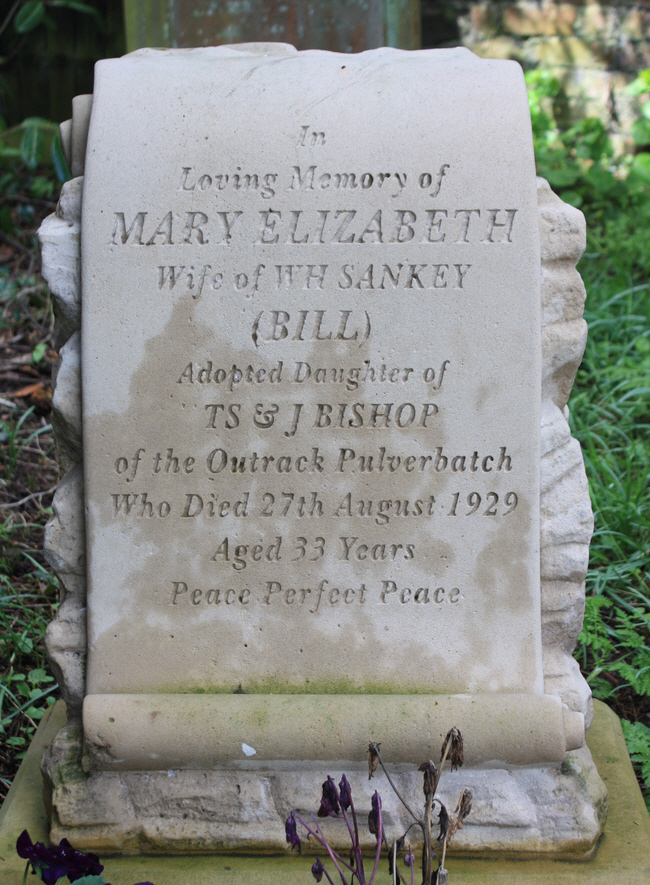 In
Loving Memory of
MARY ELIZABETH
Wife of WH SANKEY
(BILL)
Adopted Daughter of
TS & J BISHOP
of the Outrack Pulverbatch
Who Died 27th August 1929
Aged 33 Years
Peace Perfect Peace